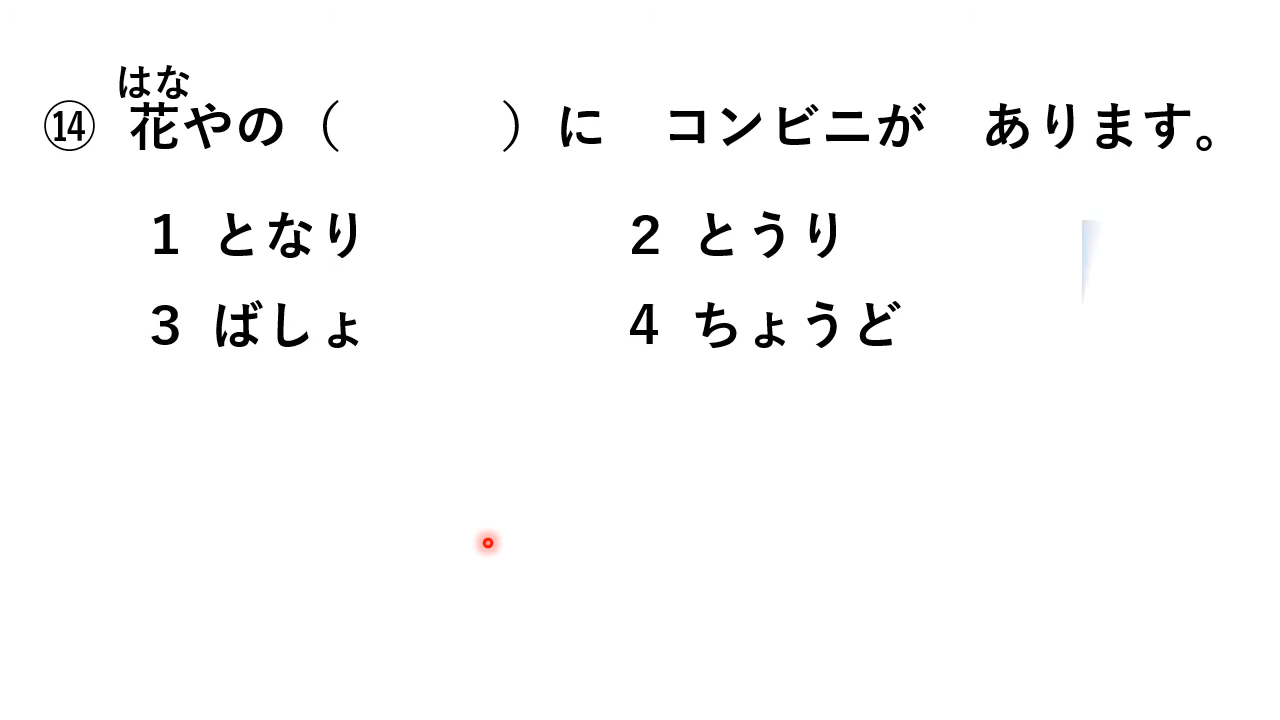 はな
⑭ 花やの（　　　）に　コンビニが　あります。
1 となり　2 とうり
3 ばしょ　4 ちょうど